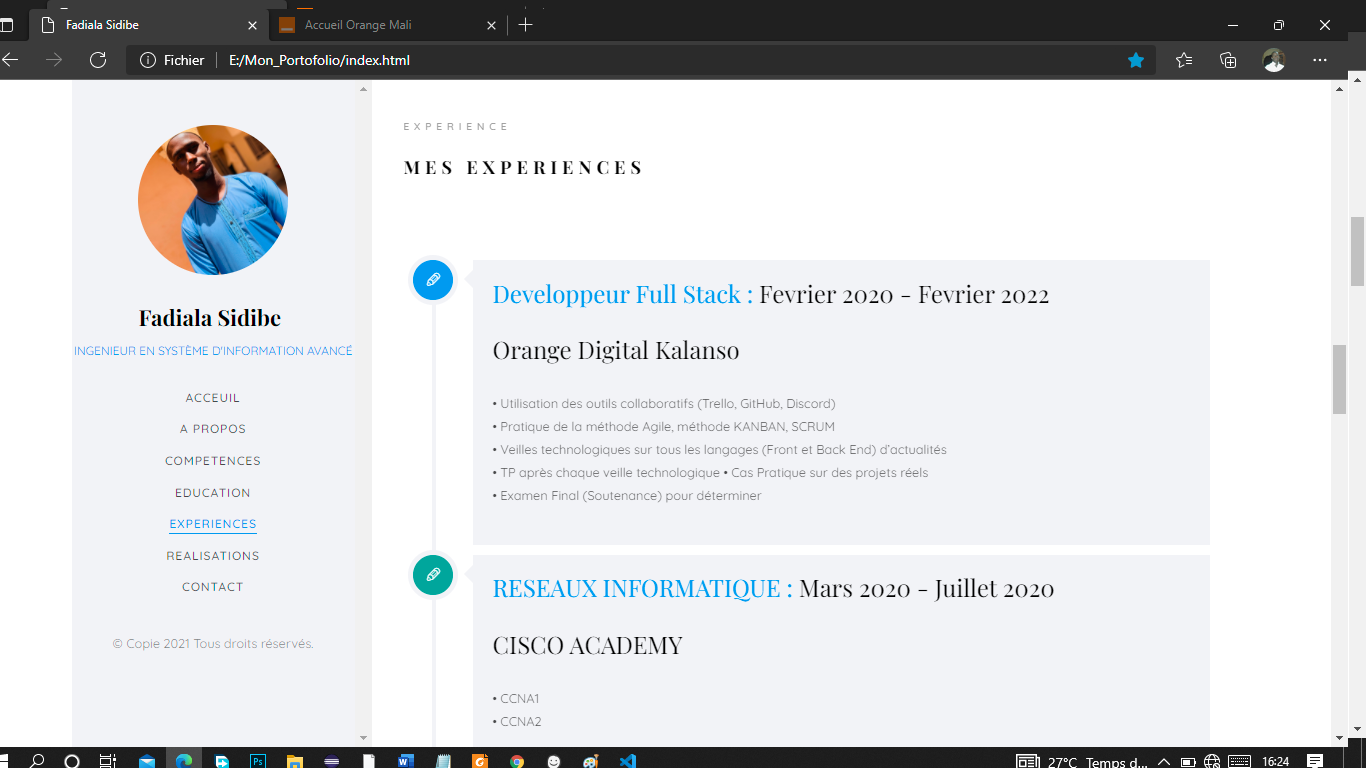 Fadiala Sidibe
Accueil Orange Mali
Fichier
E:/Mon_Portofolio/index.html
Fadiala Sidibe
INGENIEUR EN SYSTÈME D'INFORMATION AVANCÉ
ACCEUIL
A PROPOS
COMPETENCES
EDUCATION
EXPERIENCES
REALISATIONS
CONTACT
© Copie 2021 Tous droits réservés.
EXPERIENCE
MES EXPERIENCES
Developpeur Full Stack : Fevrier 2020 - Fevrier 2022
Orange Digital Kalanso
• Utilisation des outils collaboratifs (Trello, GitHub, Discord)
• Pratique de la méthode Agile, méthode KANBAN, SCRUM
• Veilles technologiques sur tous les langages (Front et Back End) d'actualités
• TP après chaque veille technologique • Cas Pratique sur des projets réels
• Examen Final (Soutenance) pour déterminer
RESEAUX INFORMATIQUE : Mars 2020 - Juillet 2020
CISCO ACADEMY
• CCNA1
• CCNA2
27°C Temps d... 16:24